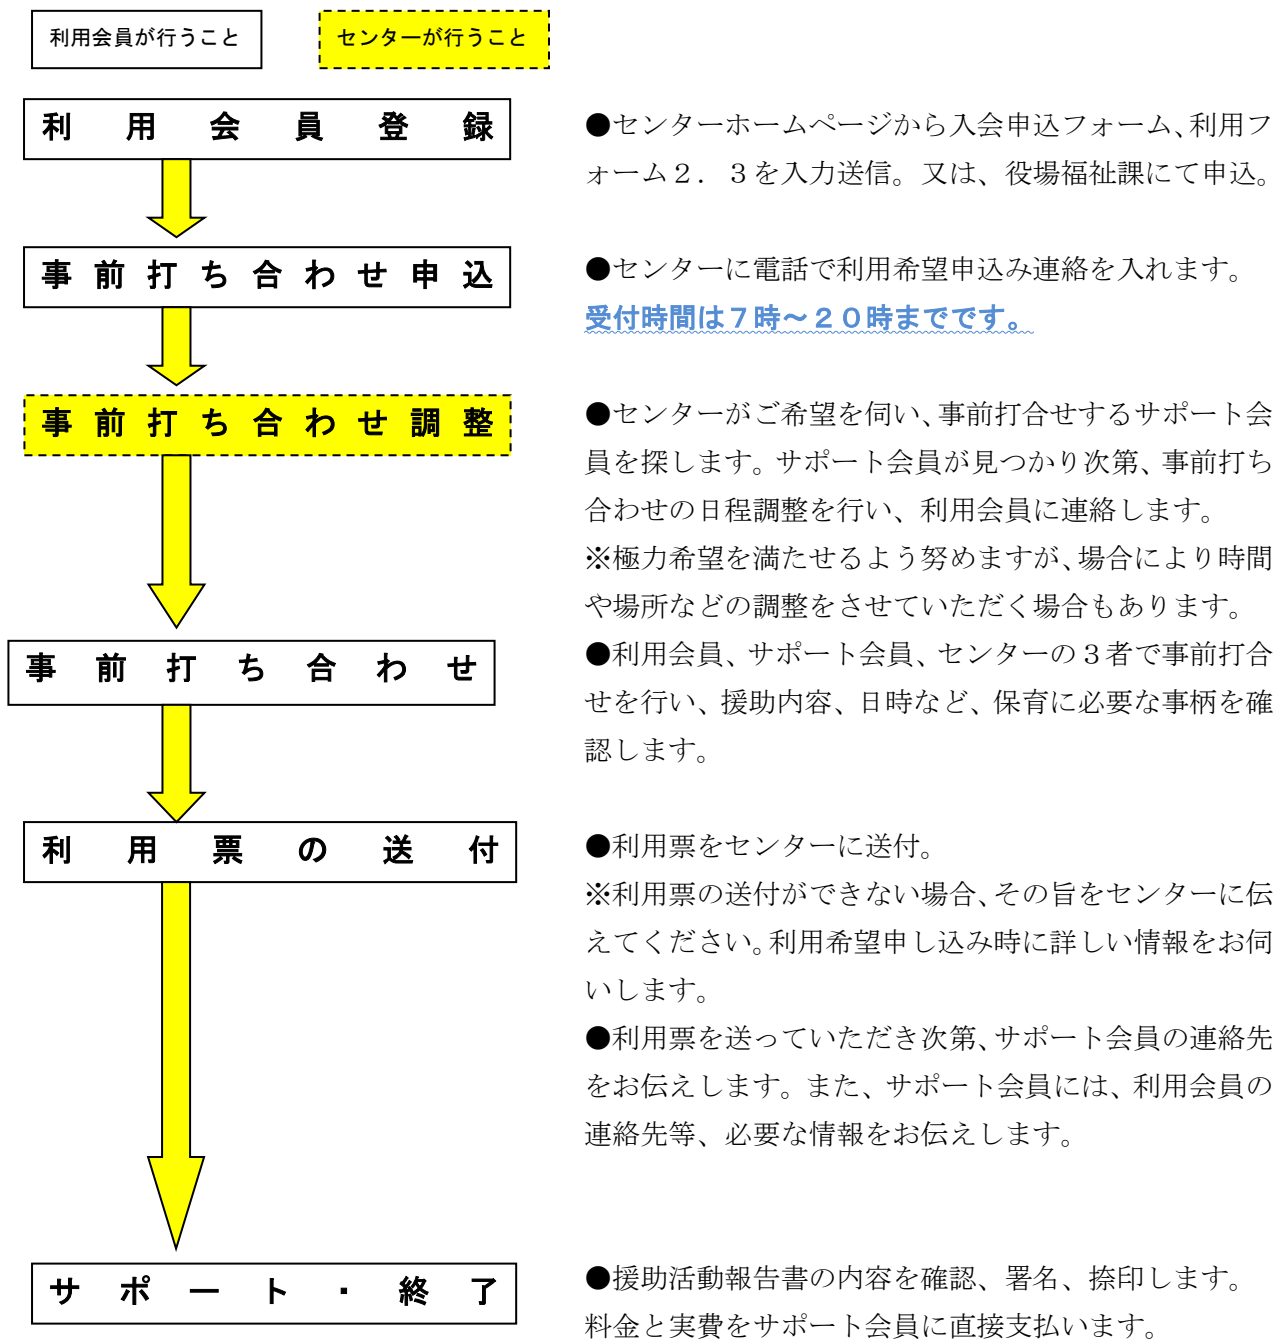 利用会員が行うこと
センターが行うこと
利用会員登録
●センターホームページから入会申込フォーム、利用フ
ォーム２．３を入力送信。又は、役場福祉課にて申込。
事前打ち合わせ申込
●センターに電話で利用希望申込み連絡を入れます。
受付時間は７時～２０時までです。
事前打ち合わせ調整
●センターがご希望を伺い、事前打合せするサポート会
員を探します。サポート会員が見つかり次第、事前打ち
合わせの日程調整を行い、利用会員に連絡します。
※極力希望を満たせるよう努めますが、場合により時間
や場所などの調整をさせていただく場合もあります。
事前打ち合わせ
●利用会員、サポート会員、センターの３者で事前打合
せを行い、援助内容、日時など、保育に必要な事柄を確
認します。
利用票の送付
●利用票をセンターに送付。
※利用票の送付ができない場合、その旨をセンターに伝
えてください。利用希望申し込み時に詳しい情報をお伺
いします。
●利用票を送っていただき次第、サポート会員の連絡先
をお伝えします。また、サポート会員には、利用会員の
連絡先等、必要な情報をお伝えします。
サポート・終了
●援助活動報告書の内容を確認、署名、捺印します。
料金と実費をサポート会員に直接支払います。